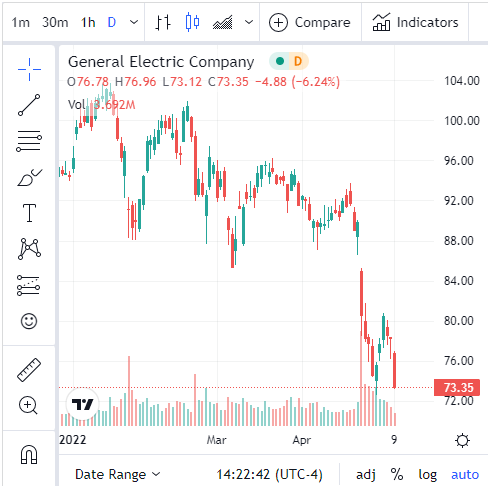 1m 30m 1h D Compare Indicators
General Electric Company D
O76.78 H76.96 L73.12 C73.35 −4.88 (−6.24%)
Vol 3.692M
104.00
100.00
96.00
92.00
88.00
84.00
80.00
76.00
73.35
72.00
2022 Mar Apr 9
Date Range 14:22:42 (UTC-4) adj % log auto